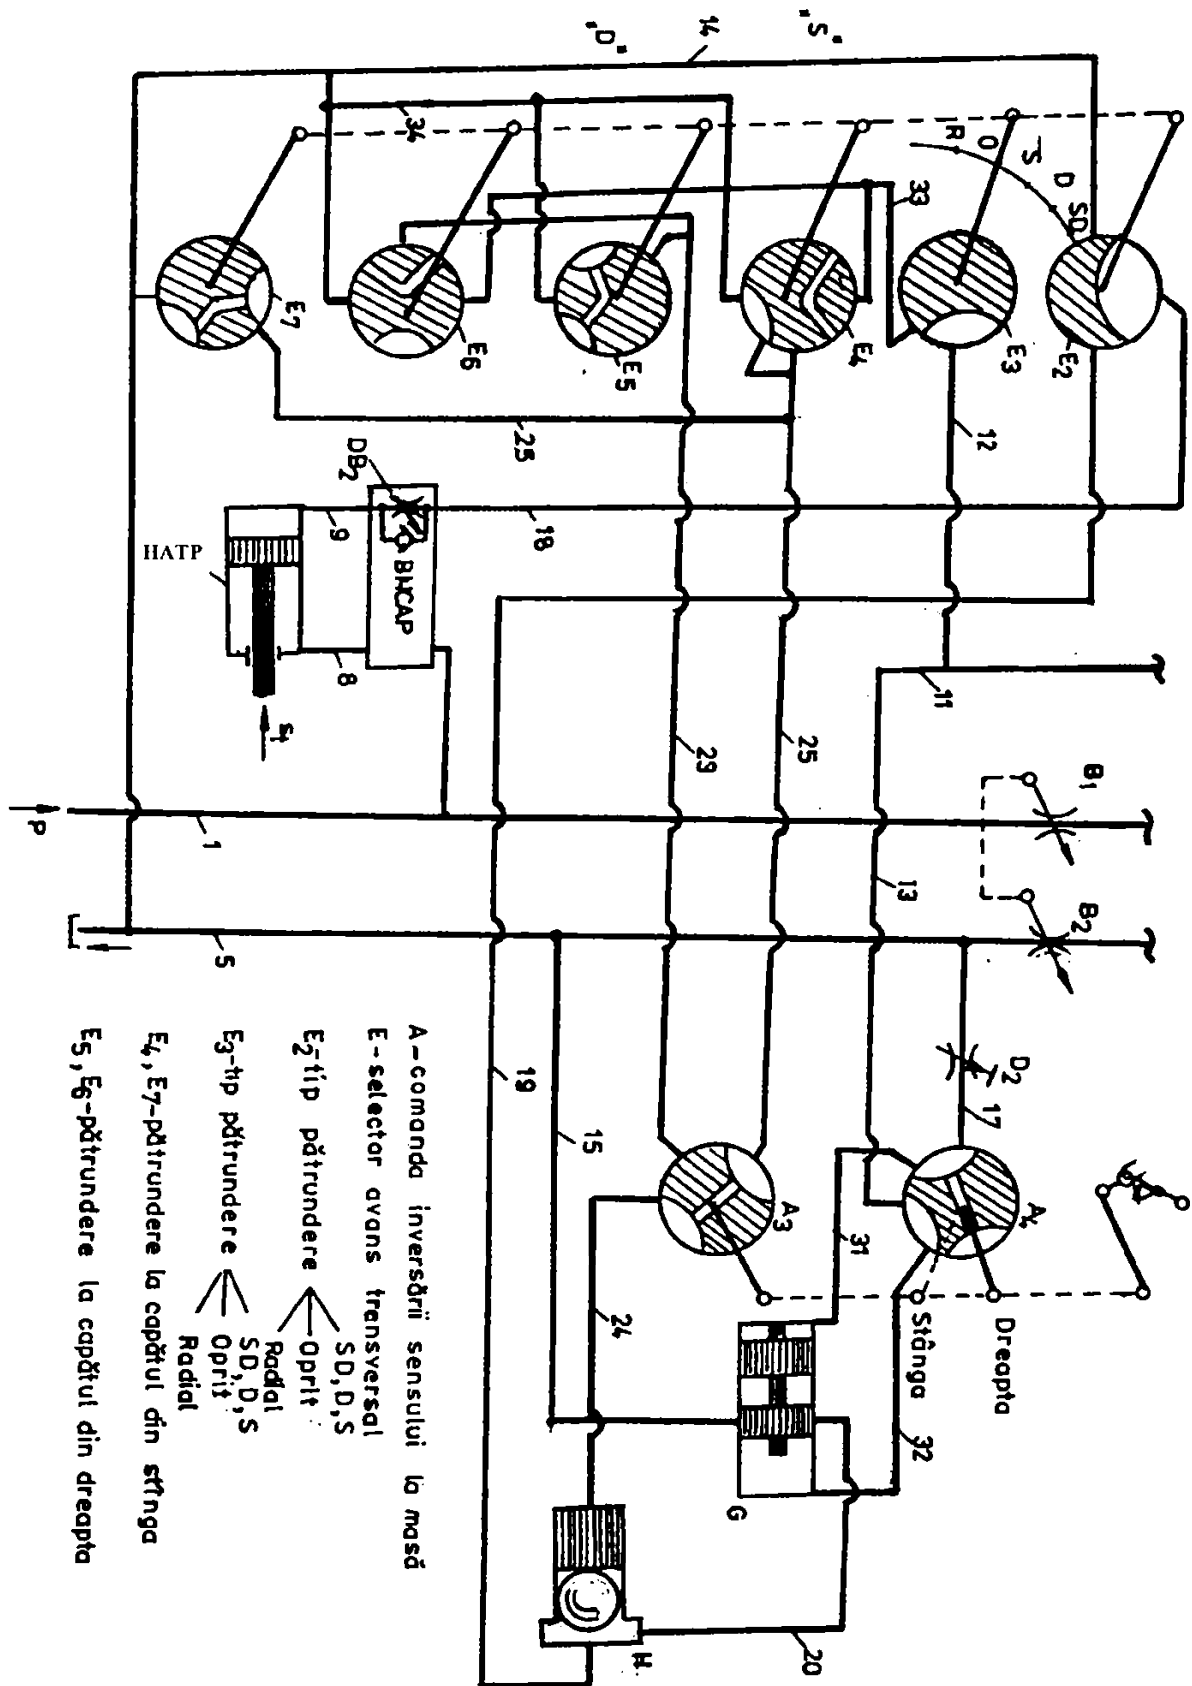 "S"
"D"
14
34
33
R
O
S
D
SD
E7
E6
E5
E4
E3
E2
25
12
DB2
9
18
BHCAP
HATP
8
ST
11
29
25
13
B1
B2
P
1
5
D2
17
19
15
A3
A4
31
24
Stânga
Dreapta
32
G
H
20
A-comanda inversării sensului la masă
E-selector avans transversal
E2-tip pătrundere
SD, D, S
Oprit
Radial
E3-tip pătrundere
SD, D, S
Oprit
Radial
E4, E7-pătrundere la capătul din stînga
E5, E6-pătrundere la capătul din dreapta